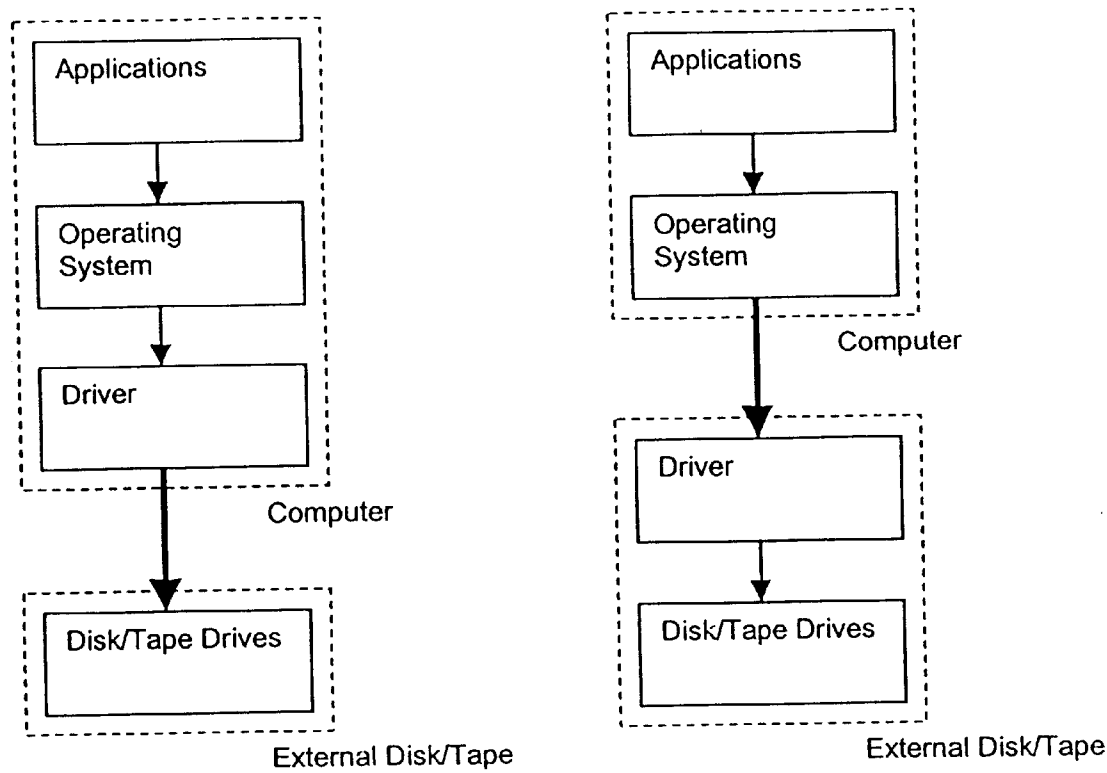 Applications
Operating
System
Driver
Computer
Disk/Tape Drives
External Disk/Tape
Applications
Operating
System
Computer
Driver
Disk/Tape Drives
External Disk/Tape